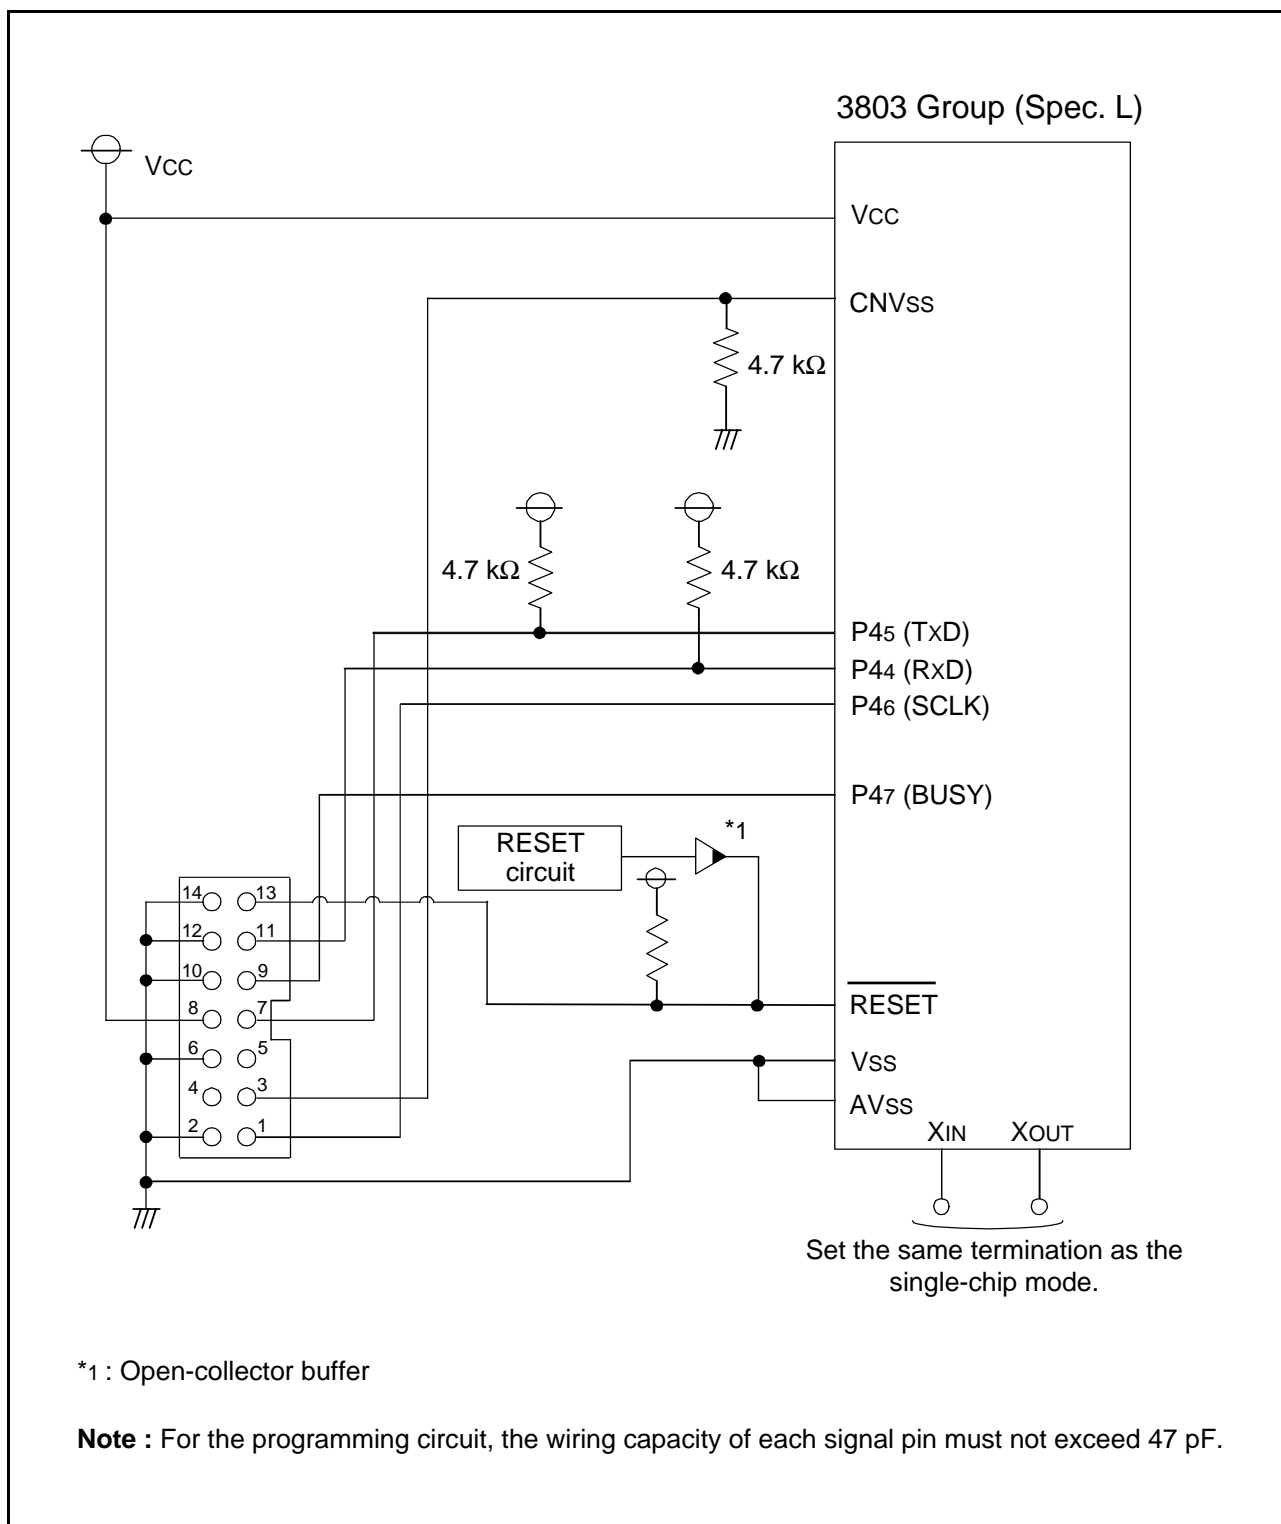 3803 Group (Spec. L)
VCC
VCC
CNVSS
4.7 kΩ
4.7 kΩ
4.7 kΩ
P45 (TXD)
P44 (RXD)
P46 (SCLK)
P47 (BUSY)
*1
RESET
circuit
14 13
12 11
10 9
8 7
6 5
4 3
2 1
RESET
VSS
AVSS
XIN XOUT
Set the same termination as the
single-chip mode.
*1 : Open-collector buffer
Note : For the programming circuit, the wiring capacity of each signal pin must not exceed 47 pF.